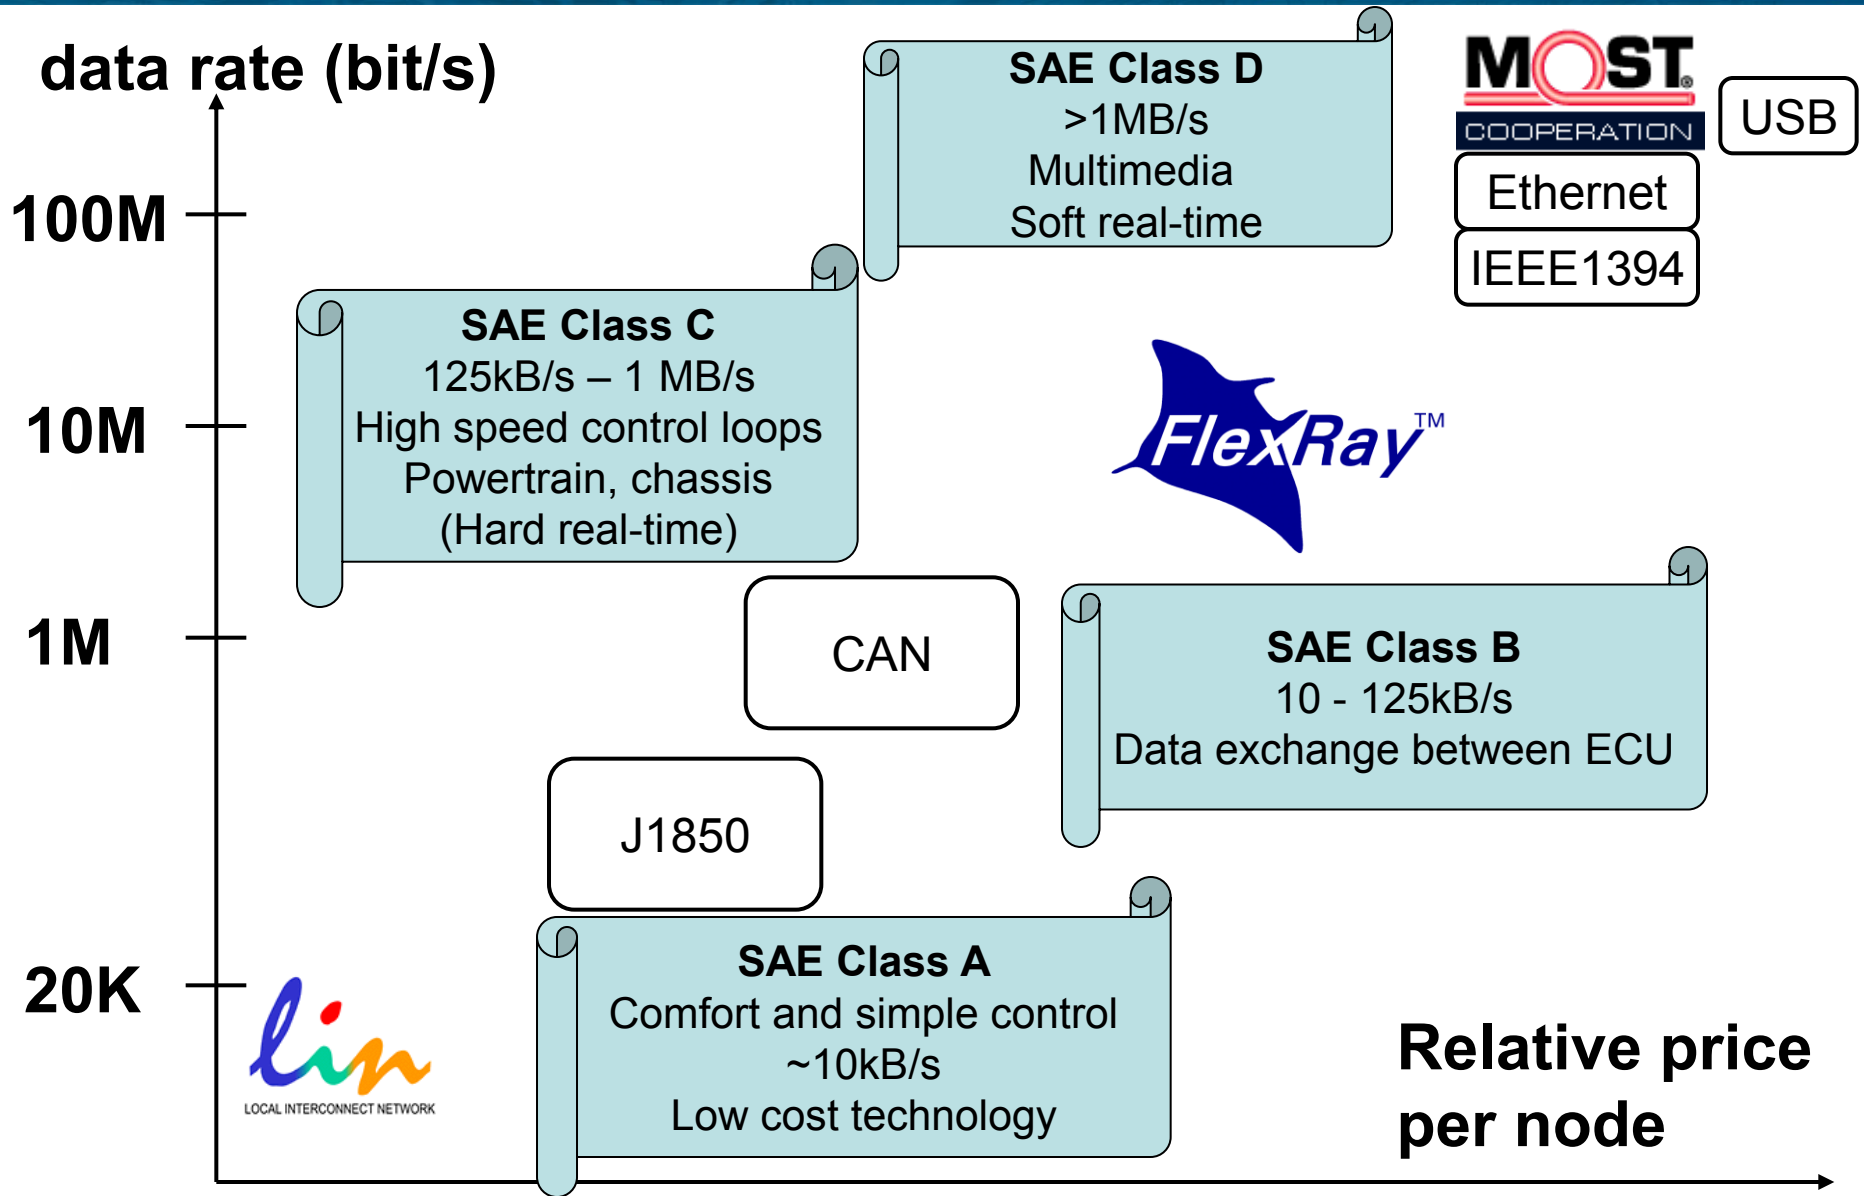 data rate (bit/s)
SAE Class D
>1MB/s
Multimedia
Soft real-time
MOST®
COOPERATION
USB
Ethernet
IEEE1394
100M
SAE Class C
125kB/s – 1 MB/s
High speed control loops
Powertrain, chassis
(Hard real-time)
10M
FlexRay™
1M
CAN
SAE Class B
10 - 125kB/s
Data exchange between ECU
J1850
20K
lin
LOCAL INTERCONNECT NETWORK
SAE Class A
Comfort and simple control
~10kB/s
Low cost technology
Relative price
per node